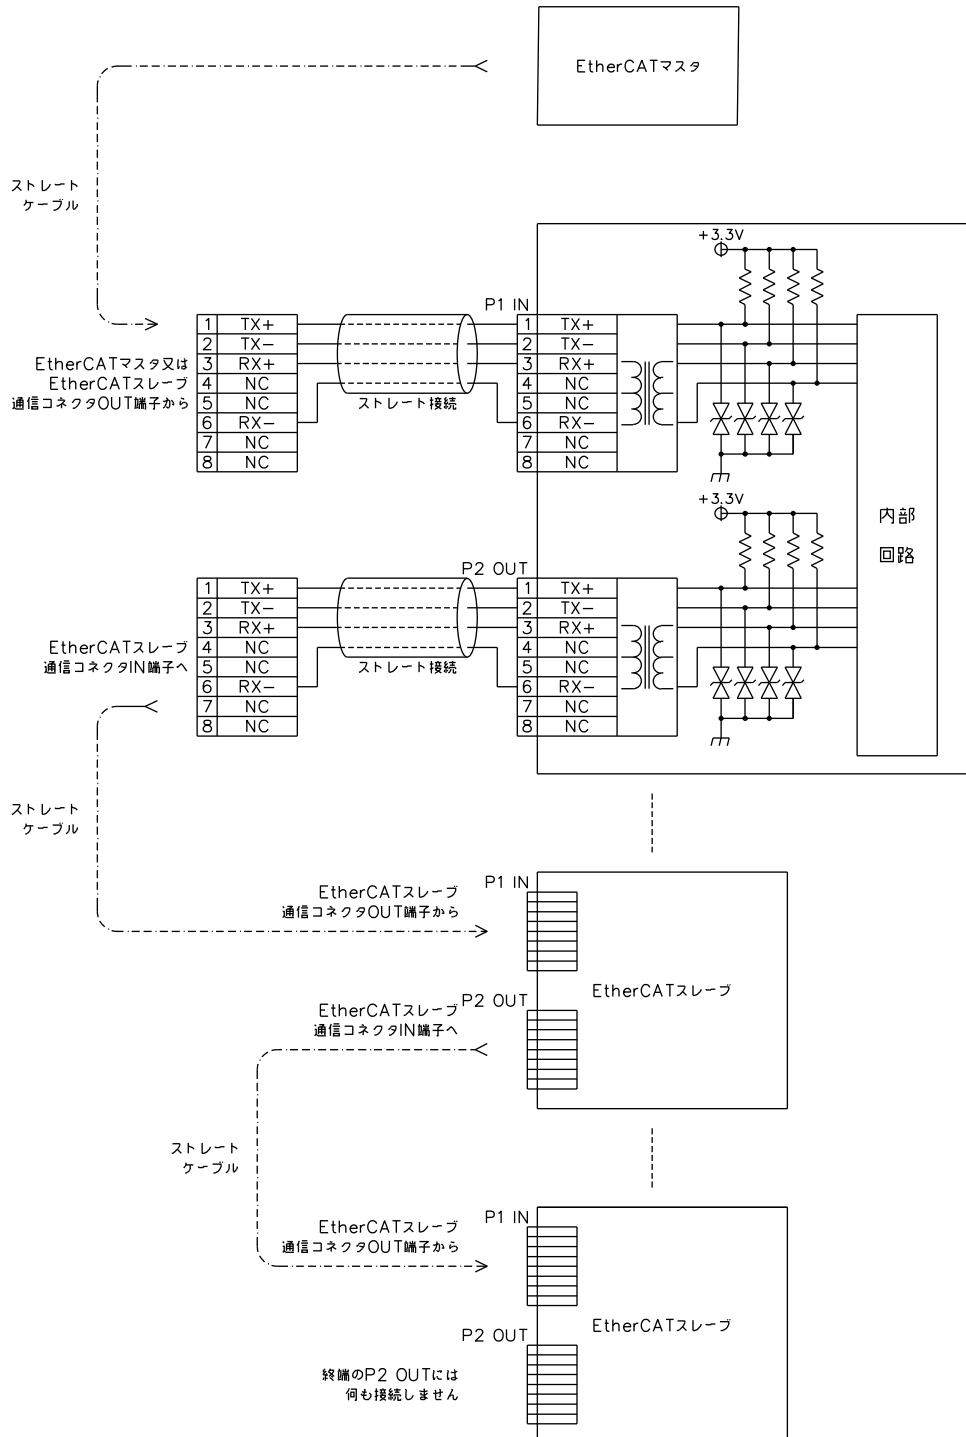 EtherCATマスタ
ストレート
ケーブル
+3.3V
P1 IN
1 TX+
2 TX−
3 RX+
4 NC
5 NC
6 RX−
7 NC
8 NC
EtherCATマスタ又は
EtherCATスレーブ
通信コネクタOUT端子から
ストレート接続
1 TX+
2 TX−
3 RX+
4 NC
5 NC
6 RX−
7 NC
8 NC
内部
回路
+3.3V
P2 OUT
1 TX+
2 TX−
3 RX+
4 NC
5 NC
6 RX−
7 NC
8 NC
EtherCATスレーブ
通信コネクタIN端子へ
ストレート接続
1 TX+
2 TX−
3 RX+
4 NC
5 NC
6 RX−
7 NC
8 NC
ストレート
ケーブル
P1 IN
EtherCATスレーブ
通信コネクタOUT端子から
EtherCATスレーブ
P2 OUT
EtherCATスレーブ
通信コネクタIN端子へ
ストレート
ケーブル
P1 IN
EtherCATスレーブ
通信コネクタOUT端子から
EtherCATスレーブ
P2 OUT
終端のP2 OUTには
何も接続しません